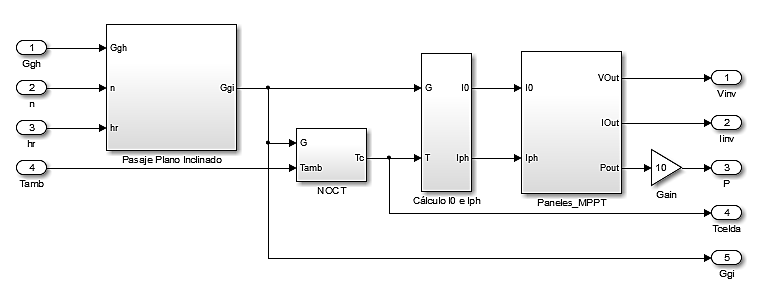 1
Ggh
2
n
3
hr
4
Tamb
Ggh
n
hr
Ggi
Pasaje Plano Inclinado
G
Tamb
Tc
NOCT
G
T
I0
Iph
Cálculo I0 e Iph
I0
Iph
VOut
IOut
Pout
Paneles_MPPT
10
Gain
1
Vinv
2
Iinv
3
P
4
Tcelda
5
Ggi